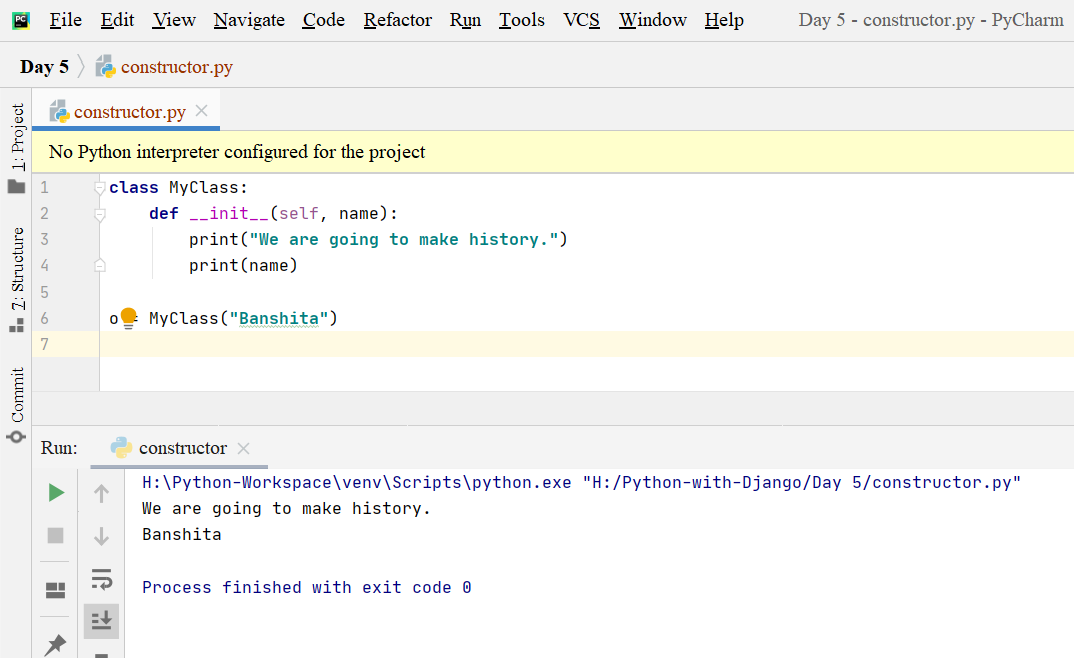 PC File Edit View Navigate Code Refactor Run Tools VCS Window Help Day 5 - constructor.py - PyCharm
Day 5 constructor.py
constructor.py
1: Project
No Python interpreter configured for the project
1 class MyClass:
2     def __init__(self, name):
3         print("We are going to make history.")
4         print(name)
5
6 o = MyClass("Banshita")
7
7: Structure
Commit
Run: constructor
H:\Python-Workspace\venv\Scripts\python.exe "H:/Python-with-Django/Day 5/constructor.py"
We are going to make history.
Banshita
Process finished with exit code 0